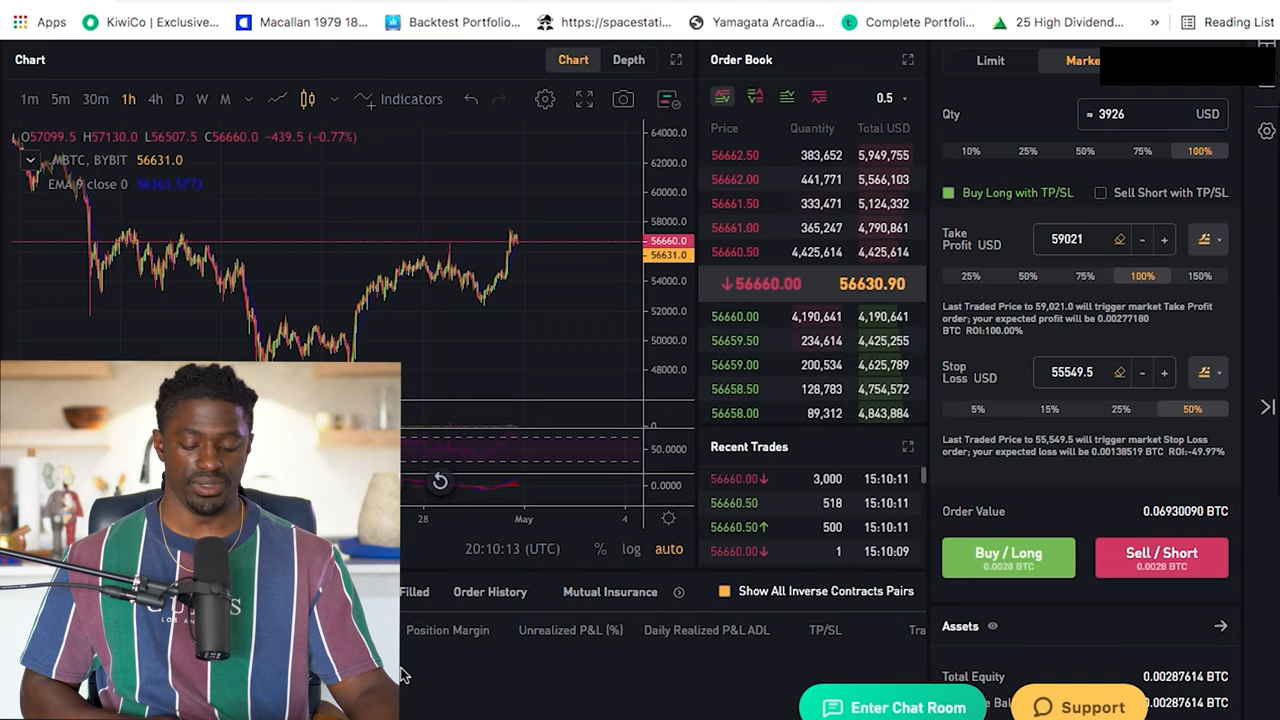 Apps KiwiCo | Exclusive... Macallan 1979 18... Backtest Portfolio... https://spacestati... Yamagata Arcadia... Complete Portfoli... 25 High Dividend... » Reading List
Chart
Chart Depth
1m 5m 30m 1h 4h D W M Indicators
O57099.5 H57130.0 L56507.5 C56660.0 −439.5 (−0.77%)
MBTC, BYBIT 56631.0
EMA 9 close 0 56363.5773
64000.0
62000.0
60000.0
58000.0
56660.0
56631.0
54000.0
52000.0
50000.0
48000.0
0
50.0000
0.0000
28 May 4
20:10:13 (UTC) % log auto
Order Book
0.5
Price Quantity Total USD
56662.50 383,652 5,949,755
56662.00 441,771 5,566,103
56661.50 333,471 5,124,332
56661.00 365,247 4,790,861
56660.50 4,425,614 4,425,614
↓56660.00 56630.90
56660.00 4,190,641 4,190,641
56659.50 234,614 4,425,255
56659.00 200,534 4,625,789
56658.50 128,783 4,754,572
56658.00 89,312 4,843,884
Recent Trades
56660.00↓ 3,000 15:10:11
56660.50 518 15:10:11
56660.50↑ 500 15:10:11
56660.00↓ 1 15:10:09
Limit Marke
Qty ≈ 3926 USD
10% 25% 50% 75% 100%
Buy Long with TP/SL Sell Short with TP/SL
Take
Profit USD 59021 - +
25% 50% 75% 100% 150%
Last Traded Price to 59,021.0 will trigger market Take Profit
order; your expected profit will be 0.00277180
BTC ROI:100.00%
Stop
Loss USD 55549.5 - +
5% 15% 25% 50%
Last Traded Price to 55,549.5 will trigger market Stop Loss
order; your expected loss will be 0.00138519 BTC ROI:-49.97%
Order Value 0.06930090 BTC
Buy / Long Sell / Short
0.0028 BTC 0.0028 BTC
Assets
Total Equity 0.00287614 BTC
0.00287614 BTC
Filled Order History Mutual Insurance Show All Inverse Contracts Pairs
Position Margin Unrealized P&L (%) Daily Realized P&L ADL TP/SL Tra
Enter Chat Room Support
LOS AN